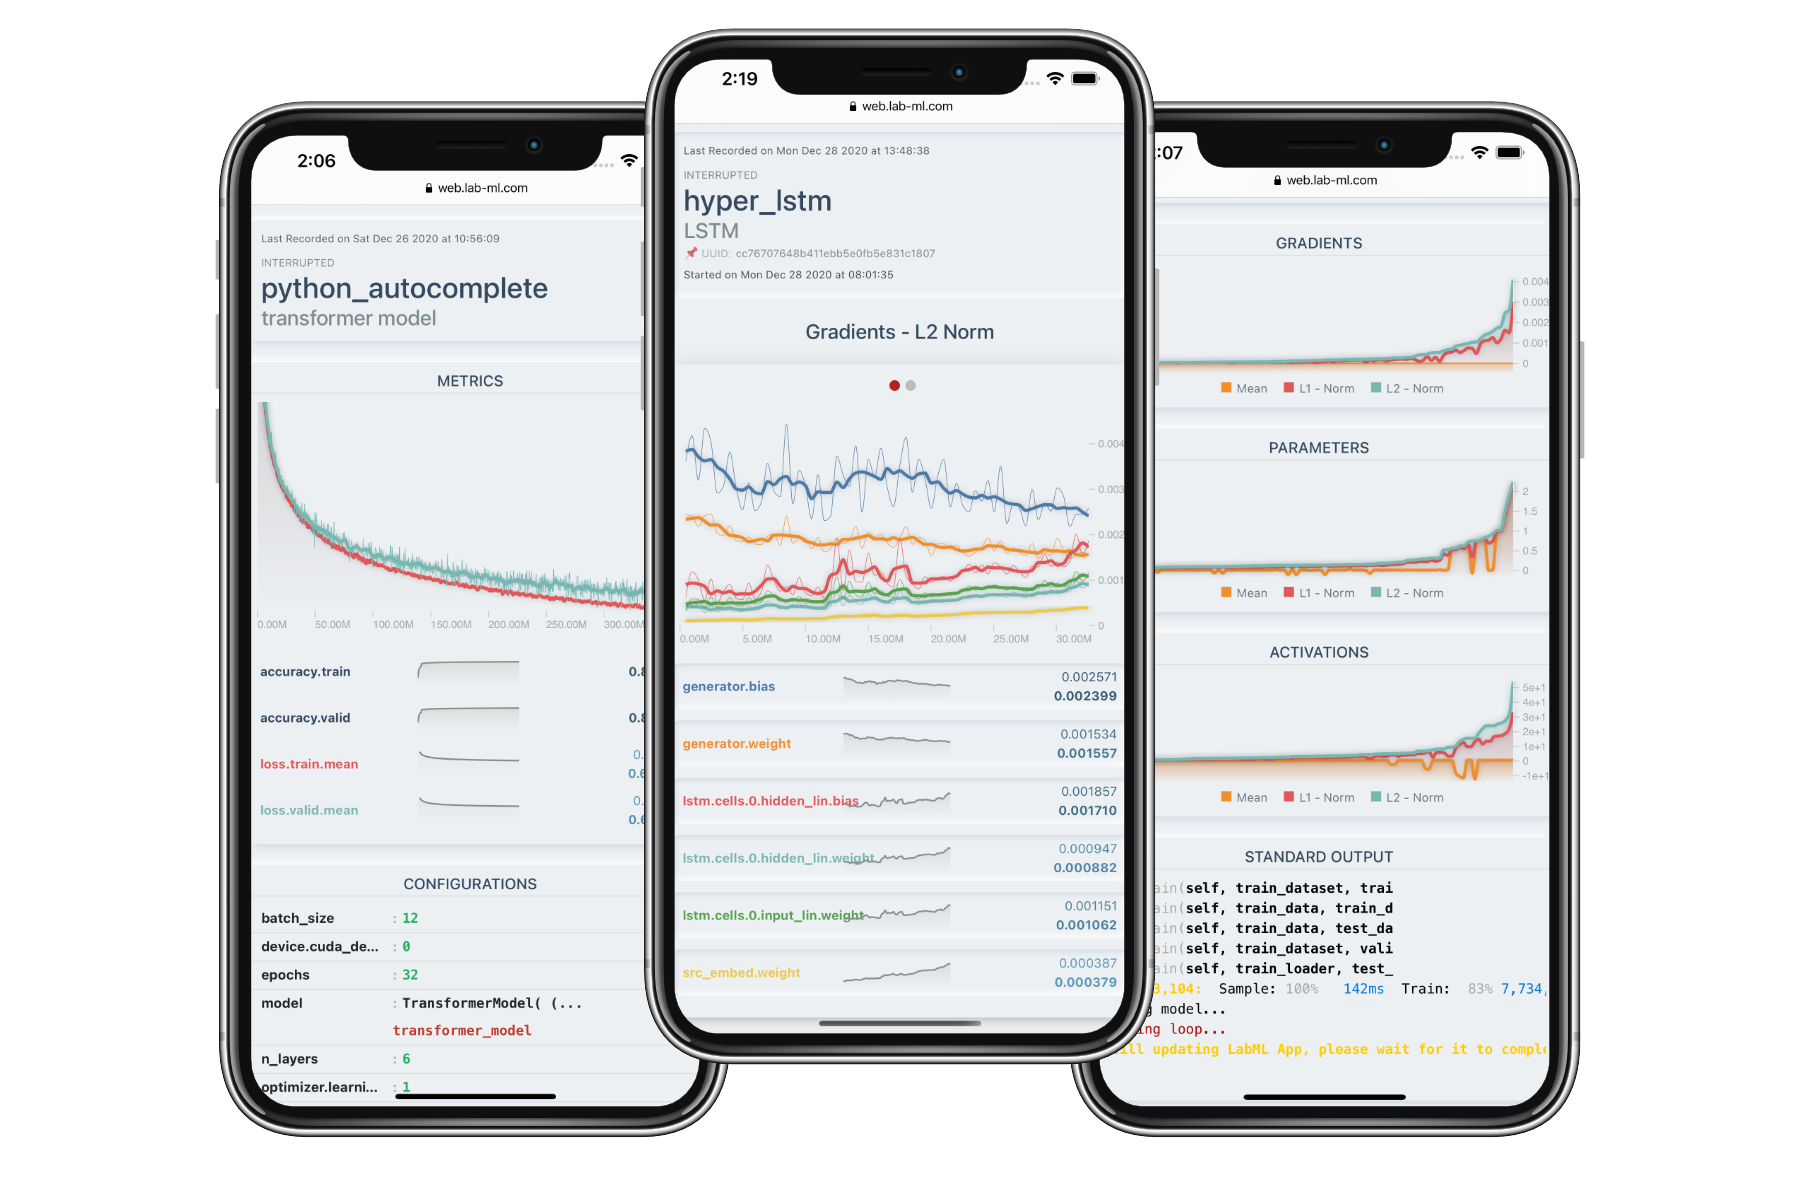 2:06
web.lab-ml.com
Last Recorded on Sat Dec 26 2020 at 10:56:09
INTERRUPTED
python_autocomplete
transformer model
METRICS
0.00M 50.00M 100.00M 150.00M 200.00M 250.00M 300.00M
accuracy.train 0.8
accuracy.valid 0.8
loss.train.mean 0.
0.6
loss.valid.mean 0.
0.6
CONFIGURATIONS
batch_size : 12
device.cuda_de... : 0
epochs : 32
model : TransformerModel( (...
transformer_model
n_layers : 6
optimizer.learni... : 1
2:19
web.lab-ml.com
Last Recorded on Mon Dec 28 2020 at 13:48:38
INTERRUPTED
hyper_lstm
LSTM
UUID: cc76707648b411ebb5e0fb5e831c1807
Started on Mon Dec 28 2020 at 08:01:35
Gradients - L2 Norm
0.004
0.003
0.002
0.001
0
0.00M 5.00M 10.00M 15.00M 20.00M 25.00M 30.00M
generator.bias 0.002571
0.002399
generator.weight 0.001534
0.001557
lstm.cells.0.hidden_lin.bias 0.001857
0.001710
lstm.cells.0.hidden_lin.weight 0.000947
0.000882
lstm.cells.0.input_lin.weight 0.001151
0.001062
src_embed.weight 0.000387
0.000379
:07
web.lab-ml.com
GRADIENTS
0.004
0.003
0.002
0.001
0
Mean L1 - Norm L2 - Norm
PARAMETERS
2
1.5
1
0.5
0
Mean L1 - Norm L2 - Norm
ACTIVATIONS
5e+1
4e+1
3e+1
2e+1
1e+1
0
-1e+1
Mean L1 - Norm L2 - Norm
STANDARD OUTPUT
ain(self, train_dataset, trai
ain(self, train_data, train_d
ain(self, train_data, test_da
ain(self, train_dataset, vali
ain(self, train_loader, test_
3,104: Sample: 100% 142ms Train: 83% 7,734,
g model...
ing loop...
ill updating LabML App, please wait for it to comple